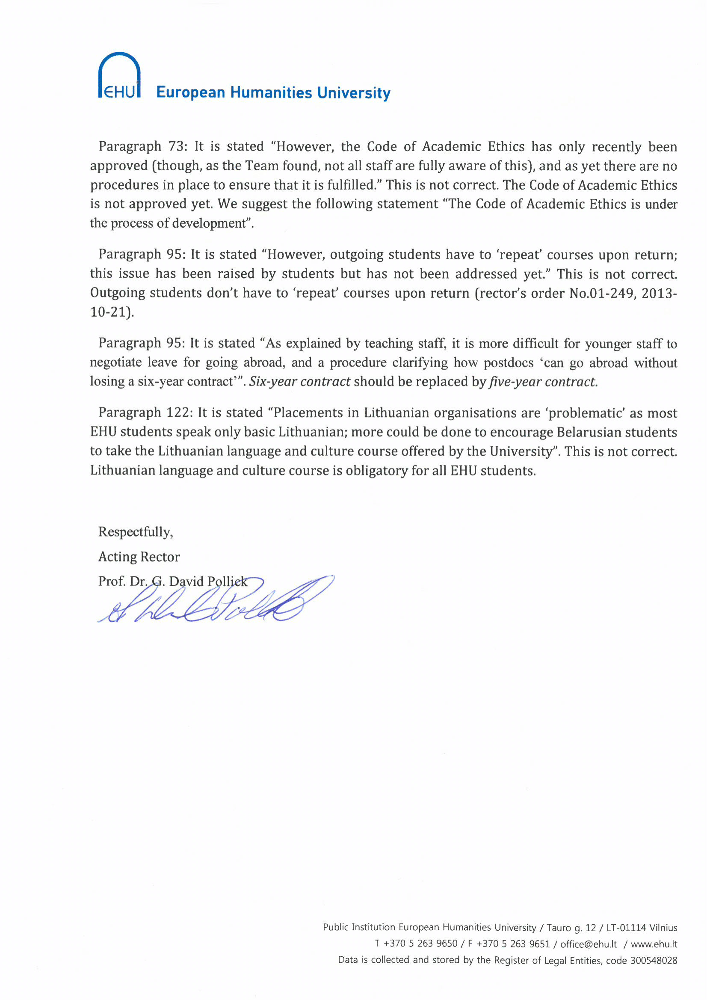 EHU European Humanities University
Paragraph 73: It is stated “However, the Code of Academic Ethics has only recently been
approved (though, as the Team found, not all staff are fully aware of this), and as yet there are no
procedures in place to ensure that it is fulfilled.” This is not correct. The Code of Academic Ethics
is not approved yet. We suggest the following statement “The Code of Academic Ethics is under
the process of development”.
Paragraph 95: It is stated “However, outgoing students have to ‘repeat’ courses upon return;
this issue has been raised by students but has not been addressed yet.” This is not correct.
Outgoing students don’t have to ‘repeat’ courses upon return (rector’s order No.01-249, 2013-
10-21).
Paragraph 95: It is stated “As explained by teaching staff, it is more difficult for younger staff to
negotiate leave for going abroad, and a procedure clarifying how postdocs ‘can go abroad without
losing a six-year contract’”. Six-year contract should be replaced by five-year contract.
Paragraph 122: It is stated “Placements in Lithuanian organisations are ‘problematic’ as most
EHU students speak only basic Lithuanian; more could be done to encourage Belarusian students
to take the Lithuanian language and culture course offered by the University”. This is not correct.
Lithuanian language and culture course is obligatory for all EHU students.
Respectfully,
Acting Rector
Prof. Dr. G. David Pollick
Public Institution European Humanities University / Tauro g. 12 / LT-01114 Vilnius
T +370 5 263 9650 / F +370 5 263 9651 / office@ehu.lt / www.ehu.lt
Data is collected and stored by the Register of Legal Entities, code 300548028